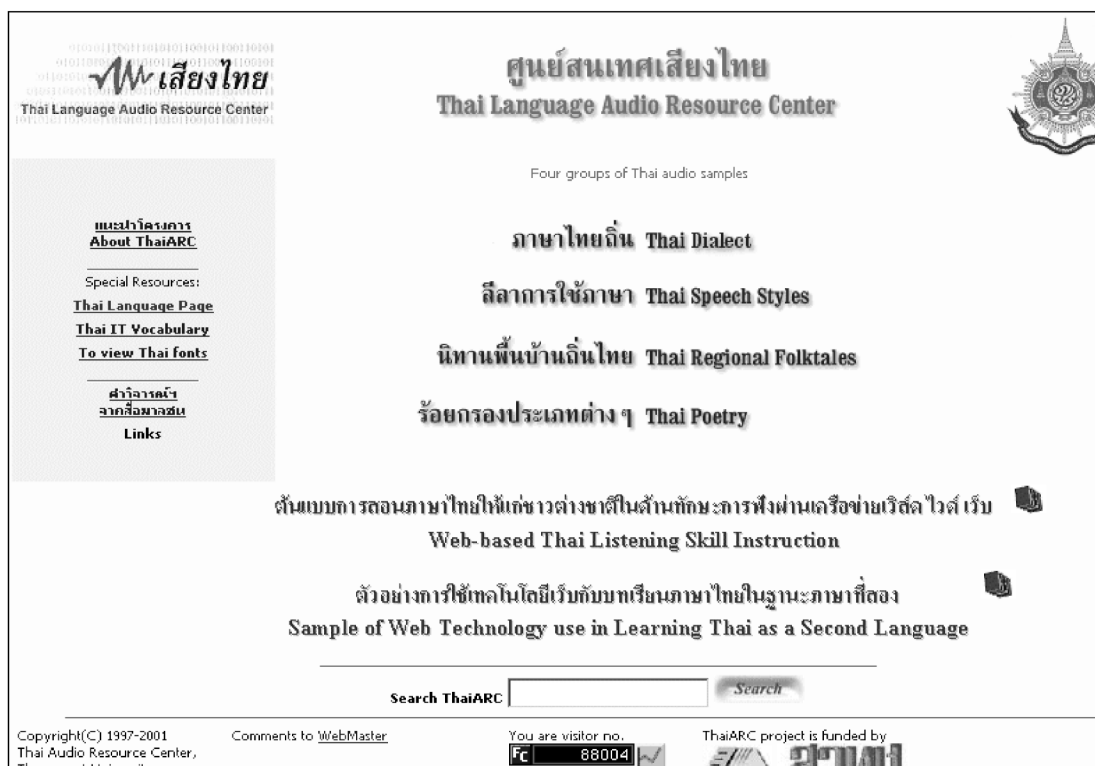 เสียงไทย
Thai Language Audio Resource Center
ศูนย์สนเทศเสียงไทย
Thai Language Audio Resource Center
Four groups of Thai audio samples
แนะนำโครงการ
About ThaiARC
Special Resources:
Thai Language Page
Thai IT Vocabulary
To view Thai fonts
คำวิจารณ์ฯ
จากสื่อมวลชน
Links
ภาษาไทยถิ่น Thai Dialect
ลีลาการใช้ภาษา Thai Speech Styles
นิทานพื้นบ้านถิ่นไทย Thai Regional Folktales
ร้อยกรองประเภทต่าง ๆ Thai Poetry
ต้นแบบการสอนภาษาไทยให้แก่ชาวต่างชาติในด้านทักษะการฟังผ่านเครือข่ายเวิล์ด ไวด์ เว็บ
Web-based Thai Listening Skill Instruction
ตัวอย่างการใช้เทคโนโลยีเว็บกับบทเรียนภาษาไทยในฐานะภาษาที่สอง
Sample of Web Technology use in Learning Thai as a Second Language
Search ThaiARC Search
Copyright(C) 1997-2001
Thai Audio Resource Center,
Comments to WebMaster
You are visitor no.
FC 88004
ThaiARC project is funded by